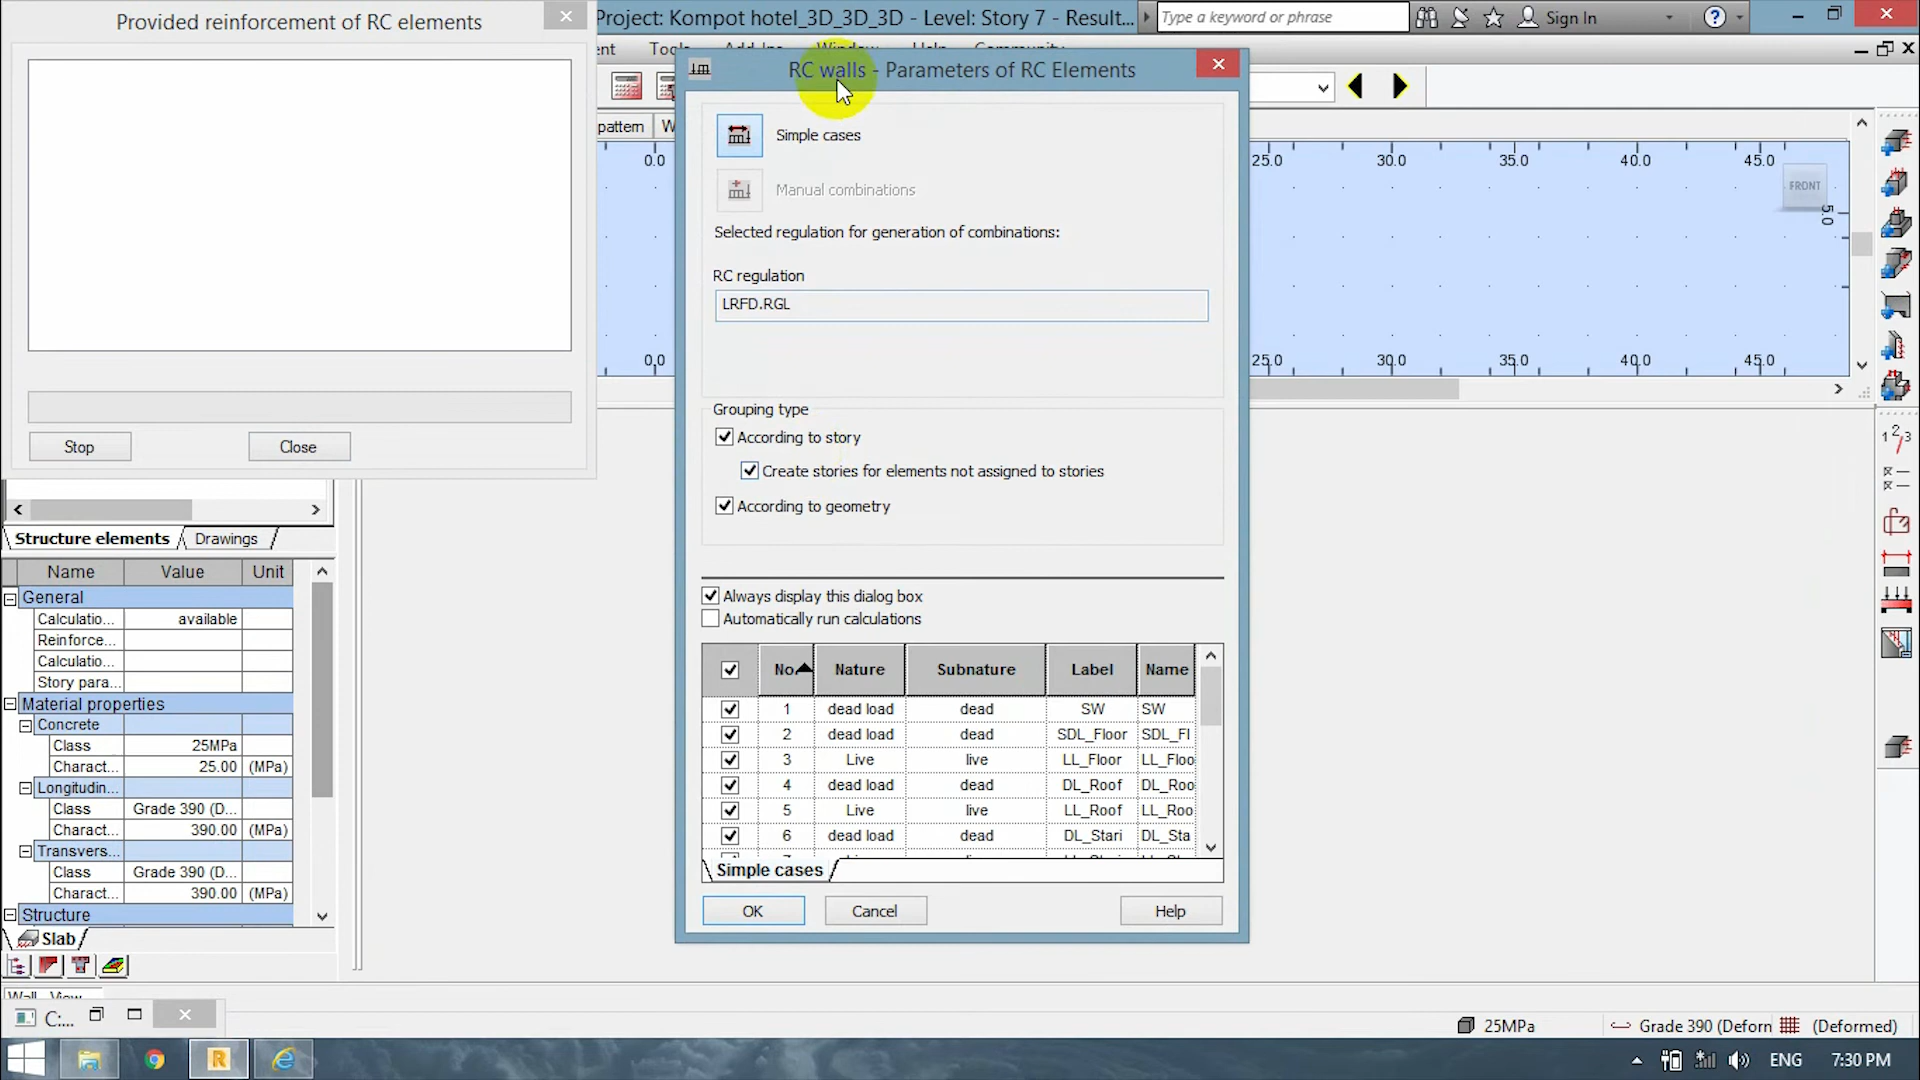 Provided reinforcement of RC elements
Project: Kompot hotel_3D_3D_3D - Level: Story 7 - Result...
Type a keyword or phrase
Sign In
Tools Add-Ins Window Help Community
RC walls - Parameters of RC Elements
pattern
Simple cases
Manual combinations
Selected regulation for generation of combinations:
RC regulation
LRFD.RGL
0.0
25.0 30.0 35.0 40.0 45.0
FRONT
5.0
0.0
25.0 30.0 35.0 40.0 45.0
Stop
Close
Grouping type
According to story
Create stories for elements not assigned to stories
According to geometry
Always display this dialog box
Automatically run calculations
No. Nature Subnature Label Name
1 dead load dead SW SW
2 dead load dead SDL_Floor SDL_Fl
3 Live live LL_Floor LL_Floo
4 dead load dead DL_Roof DL_Roo
5 Live live LL_Roof LL_Roo
6 dead load dead DL_Stari DL_Sta
Simple cases
OK
Cancel
Help
Structure elements
Drawings
Name Value Unit
General
Calculatio... available
Reinforce...
Calculatio...
Story para...
Material properties
Concrete
Class 25MPa
Charact... 25.00 (MPa)
Longitudin...
Class Grade 390 (D...
Charact... 390.00 (MPa)
Transvers...
Class Grade 390 (D...
Charact... 390.00 (MPa)
Structure
Slab
C:...
25MPa
Grade 390 (Deforn
(Deformed)
ENG
7:30 PM